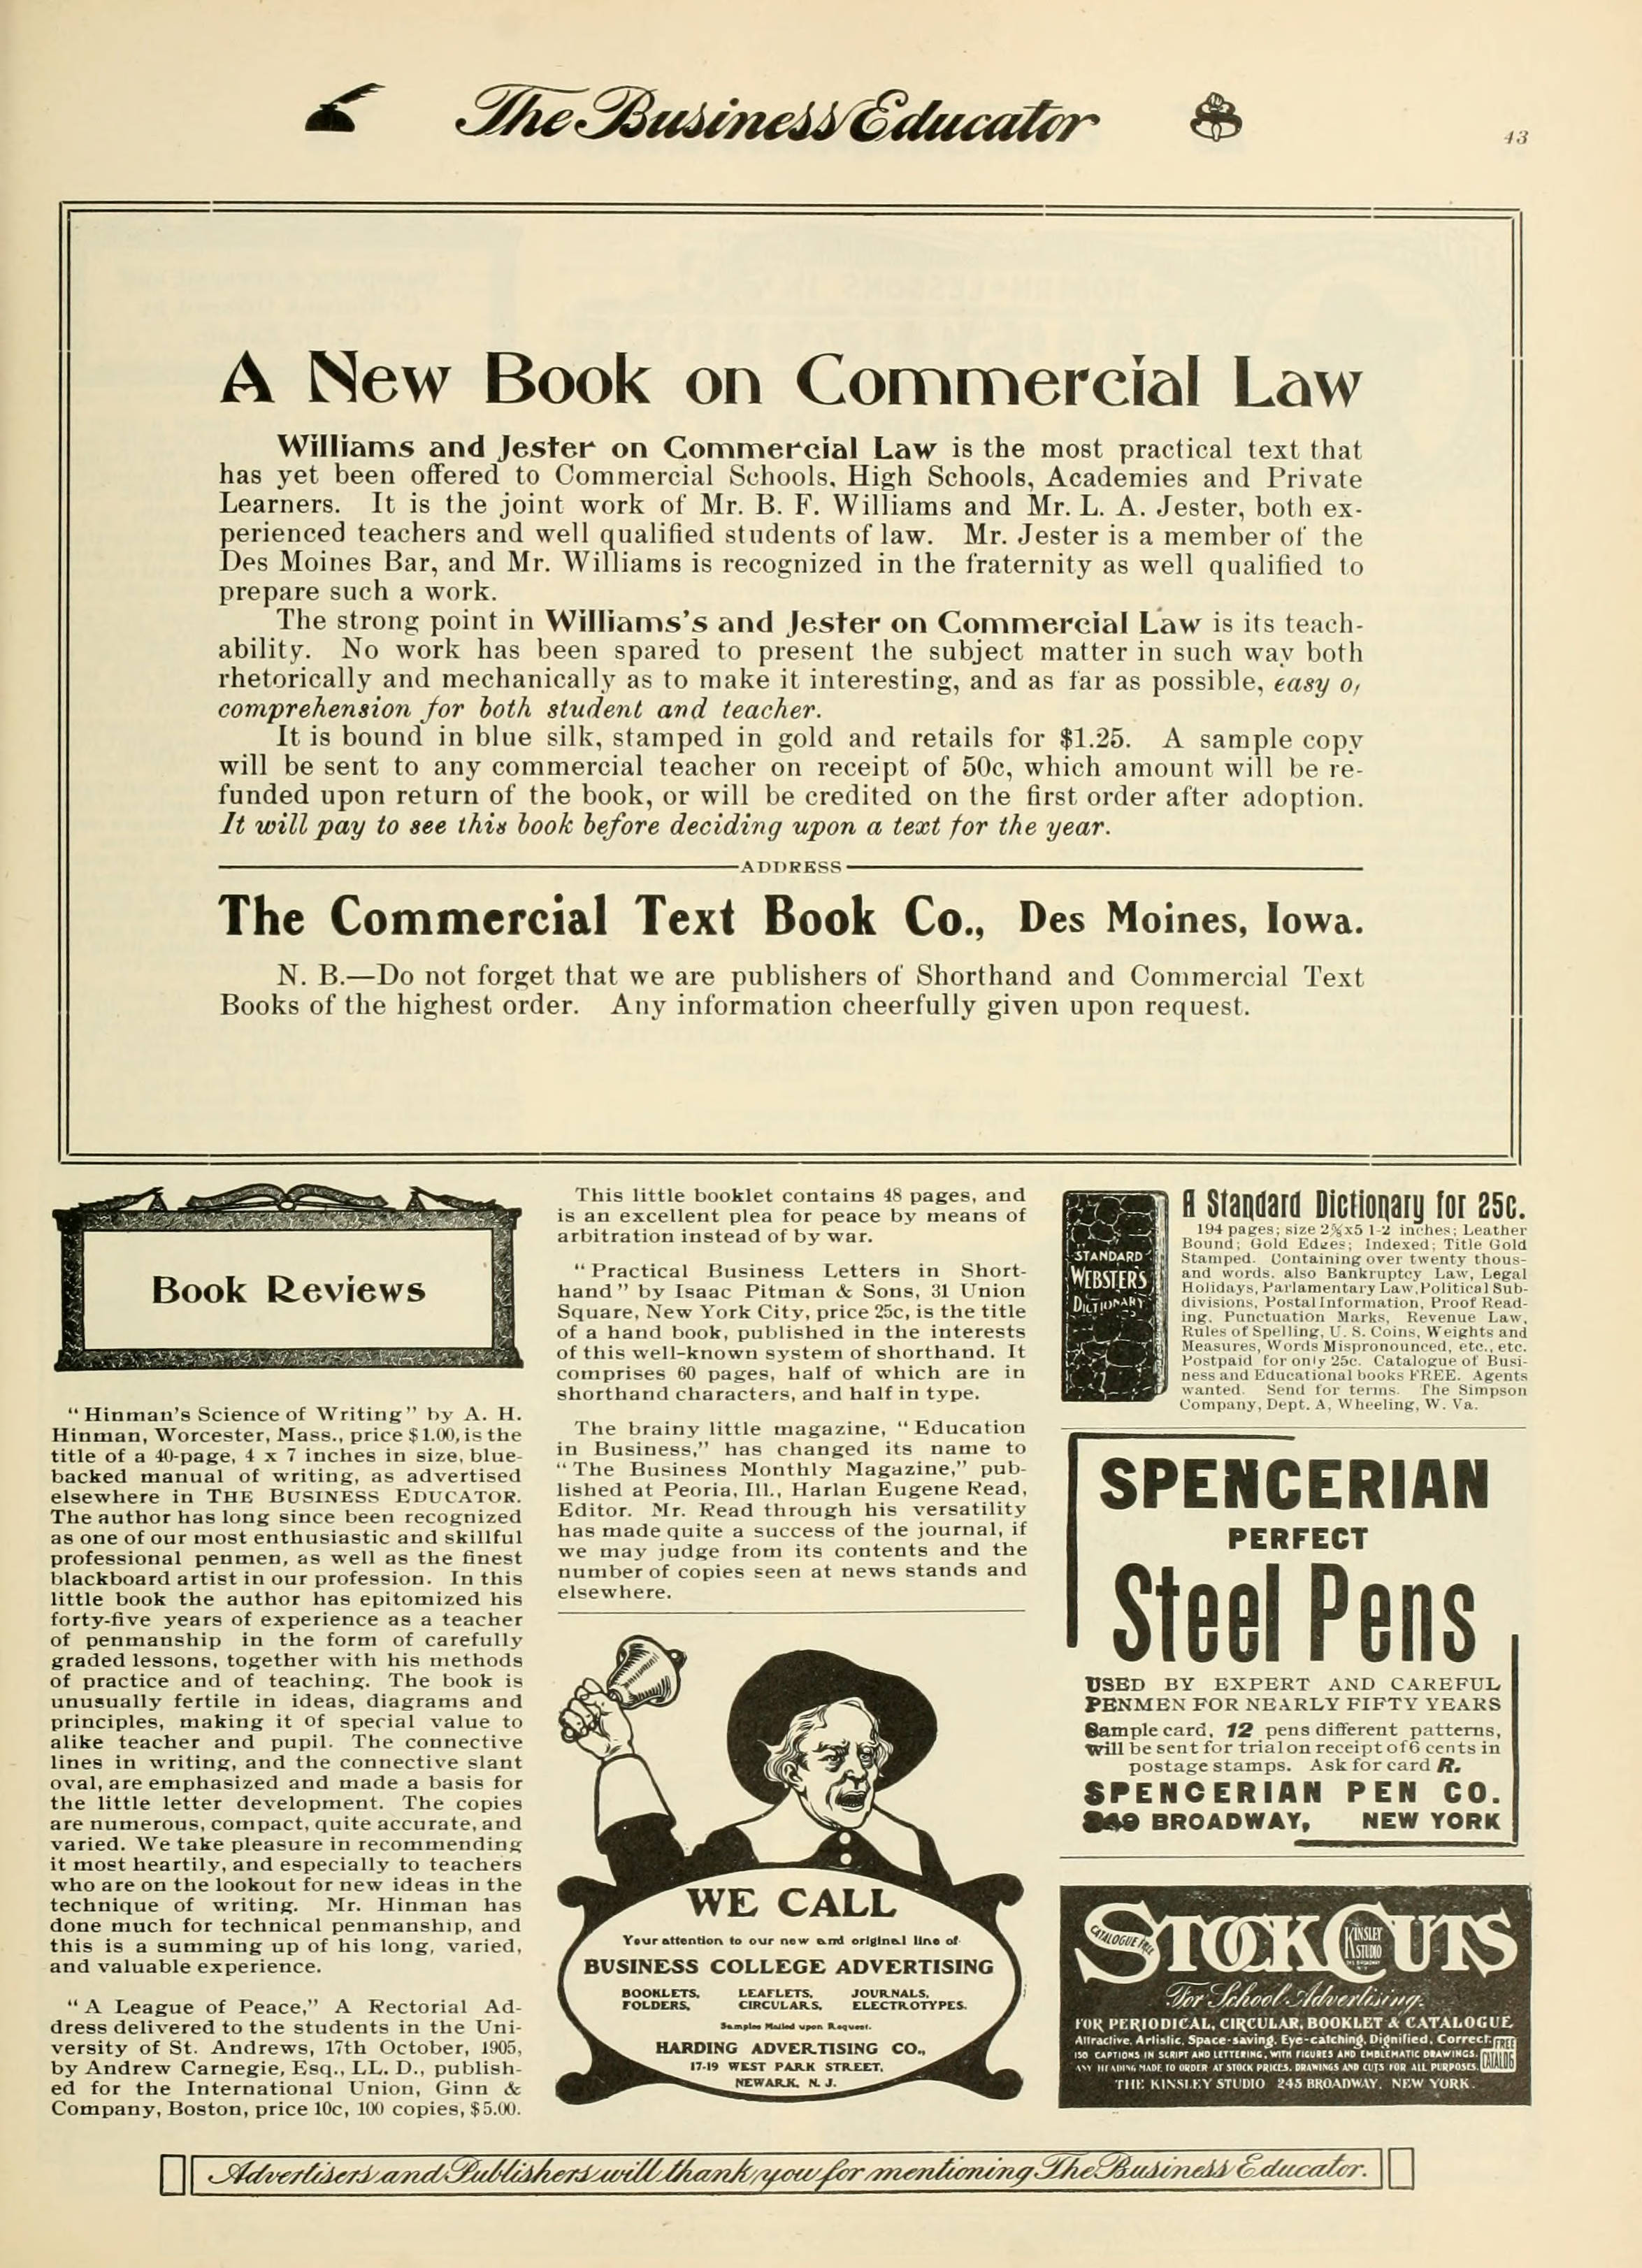 The Business Educator
43
A New Book on Commercial Law
Williams and Jester on Commercial Law is the most practical text that
has yet been offered to Commercial Schools, High Schools, Academies and Private
Learners. It is the joint work of Mr. B. F. Williams and Mr. L. A. Jester, both ex-
perienced teachers and well qualified students of law. Mr. Jester is a member of the
Des Moines Bar, and Mr. Williams is recognized in the fraternity as well qualified to
prepare such a work.
The strong point in Williams's and Jester on Commercial Law is its teach-
ability. No work has been spared to present the subject matter in such way both
rhetorically and mechanically as to make it interesting, and as far as possible, easy of
comprehension for both student and teacher.
It is bound in blue silk, stamped in gold and retails for $1.25. A sample copy
will be sent to any commercial teacher on receipt of 50c, which amount will be re-
funded upon return of the book, or will be credited on the first order after adoption.
It will pay to see this book before deciding upon a text for the year.
ADDRESS
The Commercial Text Book Co., Des Moines, Iowa.
N. B.—Do not forget that we are publishers of Shorthand and Commercial Text
Books of the highest order. Any information cheerfully given upon request.
Book Reviews
"Hinman's Science of Writing" by A. H.
Hinman, Worcester, Mass., price $1.00, is the
title of a 40-page, 4 x 7 inches in size, blue-
backed manual of writing, as advertised
elsewhere in THE BUSINESS EDUCATOR.
The author has long since been recognized
as one of our most enthusiastic and skillful
professional penmen, as well as the finest
blackboard artist in our profession. In this
little book the author has epitomized his
forty-five years of experience as a teacher
of penmanship in the form of carefully
graded lessons, together with his methods
of practice and of teaching. The book is
unusually fertile in ideas, diagrams and
principles, making it of special value to
alike teacher and pupil. The connective
lines in writing, and the connective slant
oval, are emphasized and made a basis for
the little letter development. The copies
are numerous, compact, quite accurate, and
varied. We take pleasure in recommending
it most heartily, and especially to teachers
who are on the lookout for new ideas in the
technique of writing. Mr. Hinman has
done much for technical penmanship, and
this is a summing up of his long, varied,
and valuable experience.
"A League of Peace," A Rectorial Ad-
dress delivered to the students in the Uni-
versity of St. Andrews, 17th October, 1905,
by Andrew Carnegie, Esq., LL. D., publish-
ed for the International Union, Ginn &
Company, Boston, price 10c, 100 copies, $5.00.
This little booklet contains 48 pages, and
is an excellent plea for peace by means of
arbitration instead of by war.
"Practical Business Letters in Short-
hand" by Isaac Pitman & Sons, 31 Union
Square, New York City, price 25c, is the title
of a hand book, published in the interests
of this well-known system of shorthand. It
comprises 60 pages, half of which are in
shorthand characters, and half in type.
The brainy little magazine, "Education
in Business," has changed its name to
"The Business Monthly Magazine," pub-
lished at Peoria, Ill., Harlan Eugene Read,
Editor. Mr. Read through his versatility
has made quite a success of the journal, if
we may judge from its contents and the
number of copies seen at news stands and
elsewhere.
WE CALL
Your attention to our new and original line of
BUSINESS COLLEGE ADVERTISING
BOOKLETS, LEAFLETS, JOURNALS,
FOLDERS, CIRCULARS, ELECTROTYPES.
Samples Mailed upon Request.
HARDING ADVERTISING CO.,
17-19 WEST PARK STREET,
NEWARK, N. J.
STANDARD
WEBSTER'S
DICTIONARY
A Standard Dictionary for 25c.
194 pages; size 2⅝x5 1-2 inches; Leather
Bound; Gold Edges; Indexed; Title Gold
Stamped. Containing over twenty thous-
and words. also Bankruptcy Law, Legal
Holidays, Parlamentary Law, Political Sub-
divisions, Postal Information, Proof Read-
ing, Punctuation Marks, Revenue Law,
Rules of Spelling, U. S. Coins, Weights and
Measures, Words Mispronounced, etc., etc.
Postpaid for only 25c. Catalogue of Busi-
ness and Educational books FREE. Agents
wanted. Send for terms. The Simpson
Company, Dept. A, Wheeling, W. Va.
SPENCERIAN
PERFECT
Steel Pens
USED BY EXPERT AND CAREFUL
PENMEN FOR NEARLY FIFTY YEARS
Sample card, 12 pens different patterns,
will be sent for trial on receipt of 6 cents in
postage stamps. Ask for card R.
SPENCERIAN PEN CO.
349 BROADWAY, NEW YORK
STOCK CUTS
CATALOGUE FREE
KINSLEY
STUDIO
For School Advertising.
FOR PERIODICAL, CIRCULAR, BOOKLET & CATALOGUE
Attractive, Artistic, Space-saving, Eye-catching, Dignified, Correct.
150 CAPTIONS IN SCRIPT AND LETTERING, WITH FIGURES AND EMBLEMATIC DRAWINGS.
ANY HEADING MADE TO ORDER AT STOCK PRICES. DRAWINGS AND CUTS FOR ALL PURPOSES
FREE
CATALOG
THE KINSLEY STUDIO 245 BROADWAY, NEW YORK.
Advertisers and Publishers will thank you for mentioning The Business Educator.